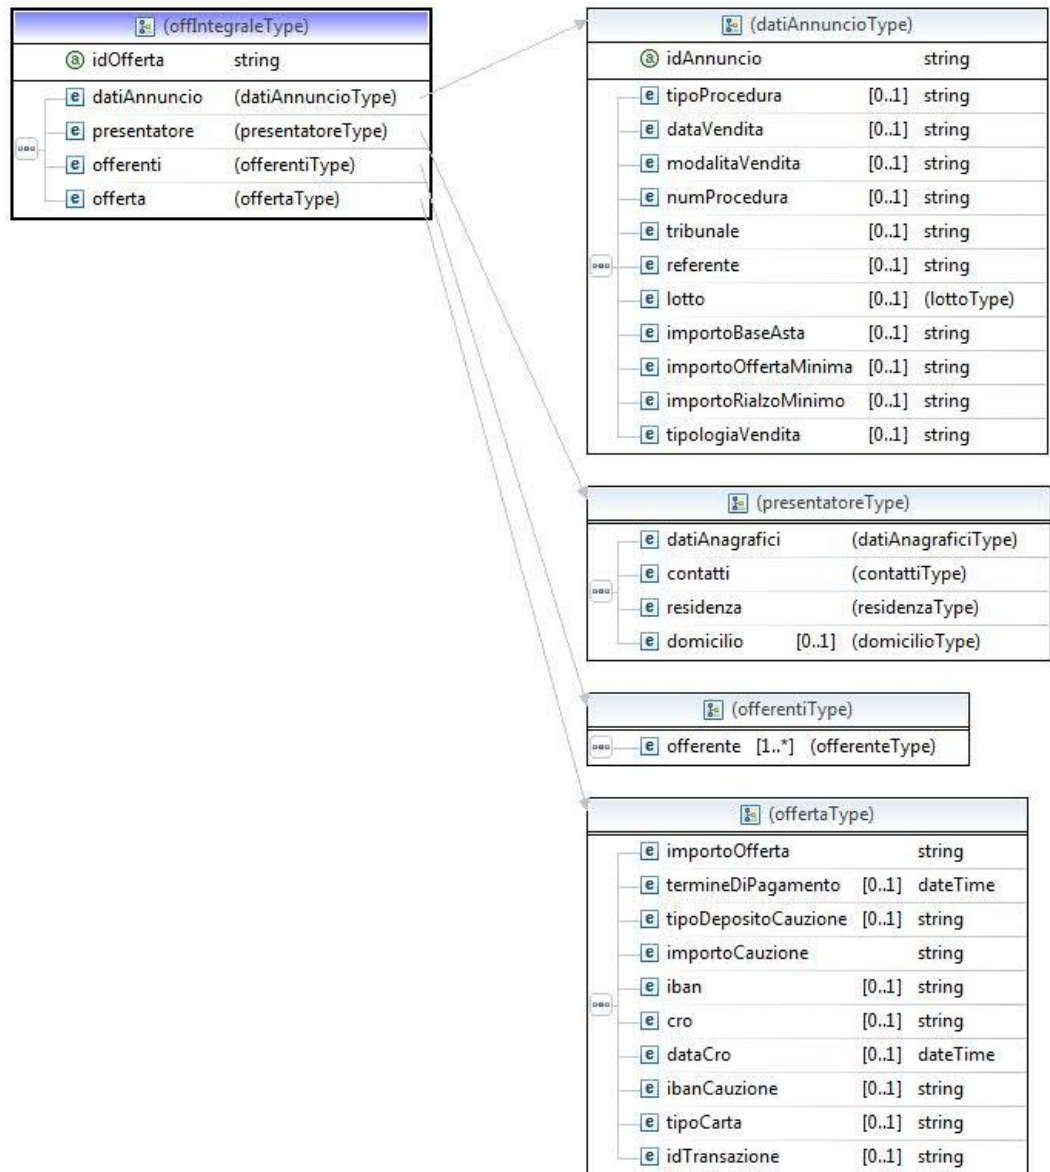 (offIntegraleType)
idOfferta string
datiAnnuncio (datiAnnuncioType)
presentatore (presentatoreType)
offerenti (offerentiType)
offerta (offertaType)
(datiAnnuncioType)
idAnnuncio string
tipoProcedura [0..1] string
dataVendita [0..1] string
modalitaVendita [0..1] string
numProcedura [0..1] string
tribunale [0..1] string
referente [0..1] string
lotto [0..1] (lottoType)
importoBaseAsta [0..1] string
importoOffertaMinima [0..1] string
importoRialzoMinimo [0..1] string
tipologiaVendita [0..1] string
(presentatoreType)
datiAnagrafici (datiAnagraficiType)
contatti (contattiType)
residenza (residenzaType)
domicilio [0..1] (domicilioType)
(offerentiType)
offerente [1..*] (offerenteType)
(offertaType)
importoOfferta string
termineDiPagamento [0..1] dateTime
tipoDepositoCauzione [0..1] string
importoCauzione string
iban [0..1] string
cro [0..1] string
dataCro [0..1] dateTime
ibanCauzione [0..1] string
tipoCarta [0..1] string
idTransazione [0..1] string